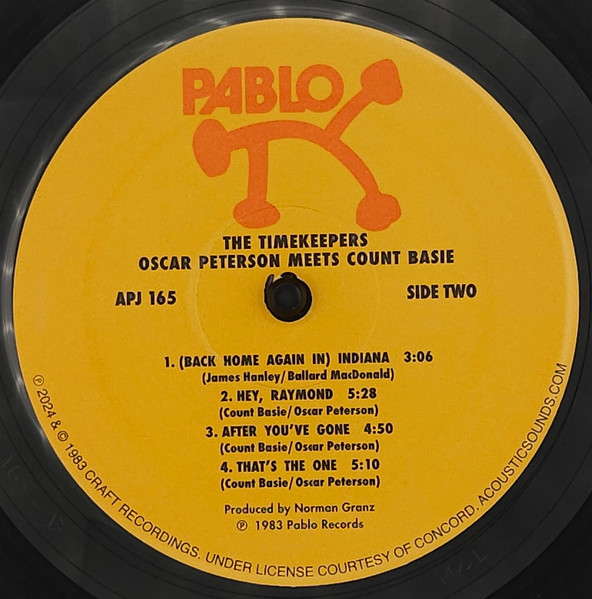 PABLO
THE TIMEKEEPERS
OSCAR PETERSON MEETS COUNT BASIE
APJ 165
SIDE TWO
1. (BACK HOME AGAIN IN) INDIANA 3:06
(James Hanley/Ballard MacDonald)
2. HEY, RAYMOND 5:28
(Count Basie/Oscar Peterson)
3. AFTER YOU'VE GONE 4:50
(Count Basie/Oscar Peterson)
4. THAT'S THE ONE 5:10
(Count Basie/Oscar Peterson)
Produced by Norman Granz
℗ 1983 Pablo Records
℗ 2024 & © 1983 CRAFT RECORDINGS. UNDER LICENSE COURTESY OF CONCORD. ACOUSTICSOUNDS.COM